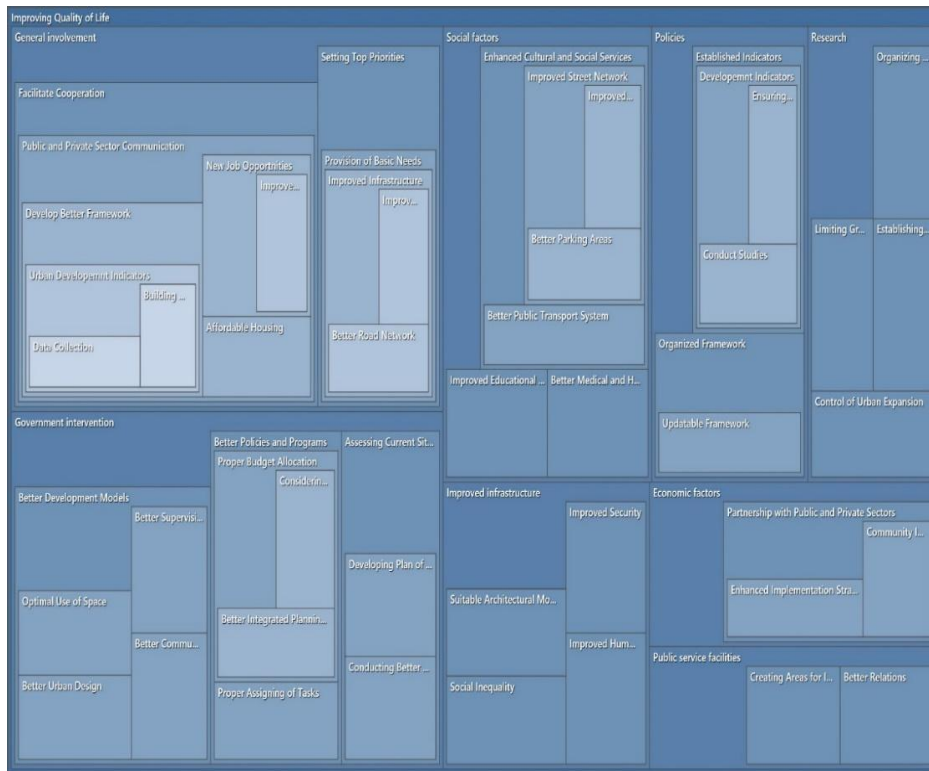 Improving Quality of Life
General involvement
Setting Top Priorities
Facilitate Cooperation
Public and Private Sector Communication
New Job Opportnities
Improve...
Develop Better Framework
Urban Developemnt Indicators
Building ...
Data Collection
Affordable Housing
Provision of Basic Needs
Improved Infrastructure
Improv...
Better Road Network
Social factors
Enhanced Cultural and Social Services
Improved Street Network
Improved...
Better Parking Areas
Better Public Transport System
Improved Educational ...
Better Medical and H...
Policies
Established Indicators
Developemnt Indicators
Ensuring...
Conduct Studies
Organized Framework
Updatable Framework
Research
Organizing ...
Limiting Gr...
Establishing...
Control of Urban Expansion
Government intervention
Better Development Models
Better Supervisi...
Optimal Use of Space
Better Commu...
Better Urban Design
Better Policies and Programs
Proper Budget Allocation
Considerin...
Better Integrated Plannin...
Proper Assigning of Tasks
Assessing Current Sit...
Developing Plan of ...
Conducting Better ...
Improved infrastructure
Improved Security
Suitable Architectural Mo...
Improved Hum...
Social Inequality
Economic factors
Partnership with Public and Private Sectors
Community I...
Enhanced Implementation Stra...
Public service facilities
Creating Areas for I...
Better Relations